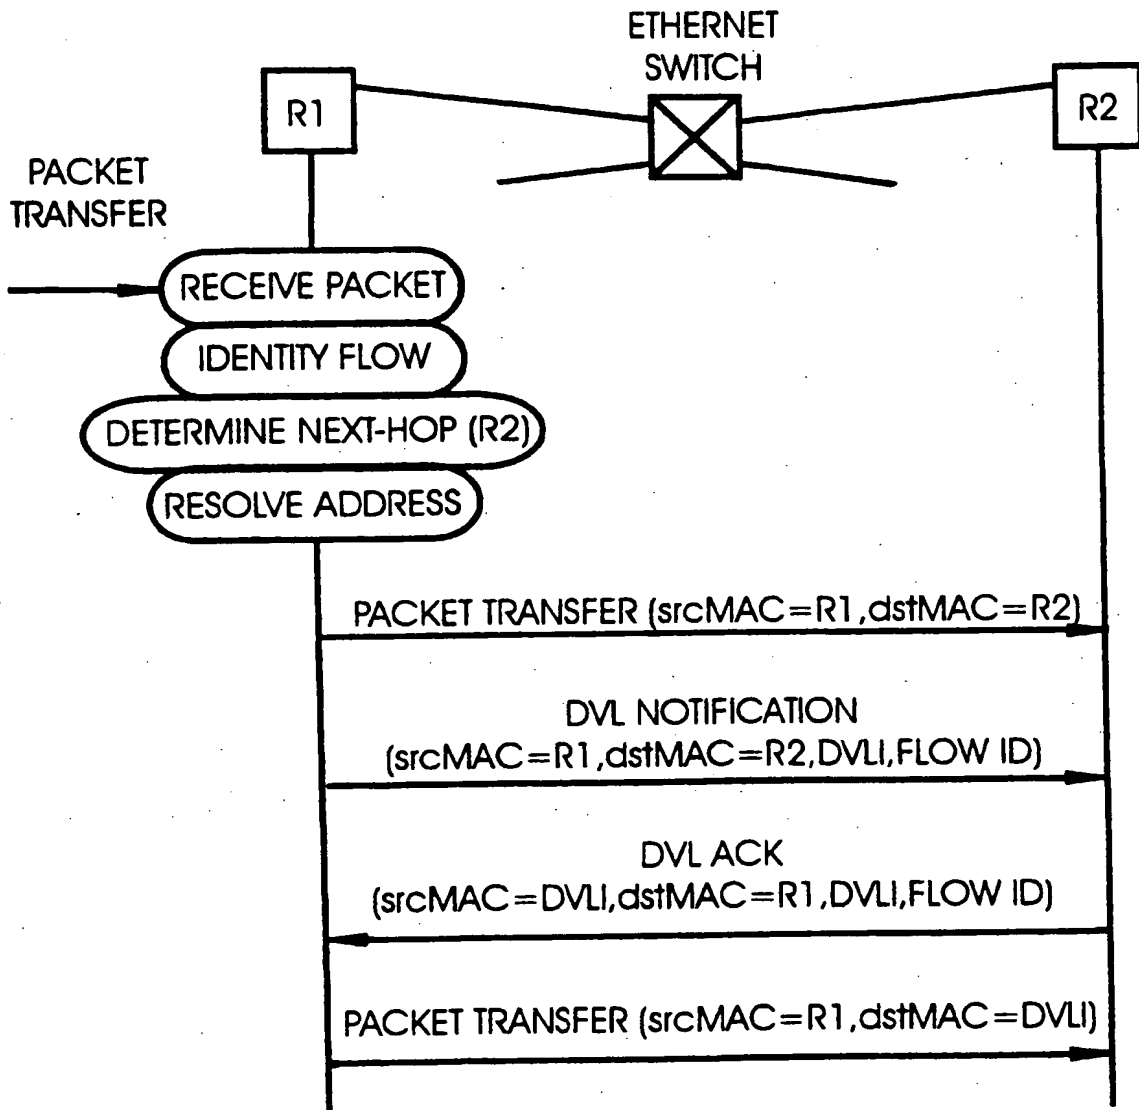 ETHERNET
SWITCH
R1
R2
PACKET
TRANSFER
RECEIVE PACKET
IDENTITY FLOW
DETERMINE NEXT-HOP (R2)
RESOLVE ADDRESS
PACKET TRANSFER (srcMAC=R1,dstMAC=R2)
DVL NOTIFICATION
(srcMAC=R1,dstMAC=R2,DVLI,FLOW ID)
DVL ACK
(srcMAC=DVLI,dstMAC=R1,DVLI,FLOW ID)
PACKET TRANSFER (srcMAC=R1,dstMAC=DVLI)